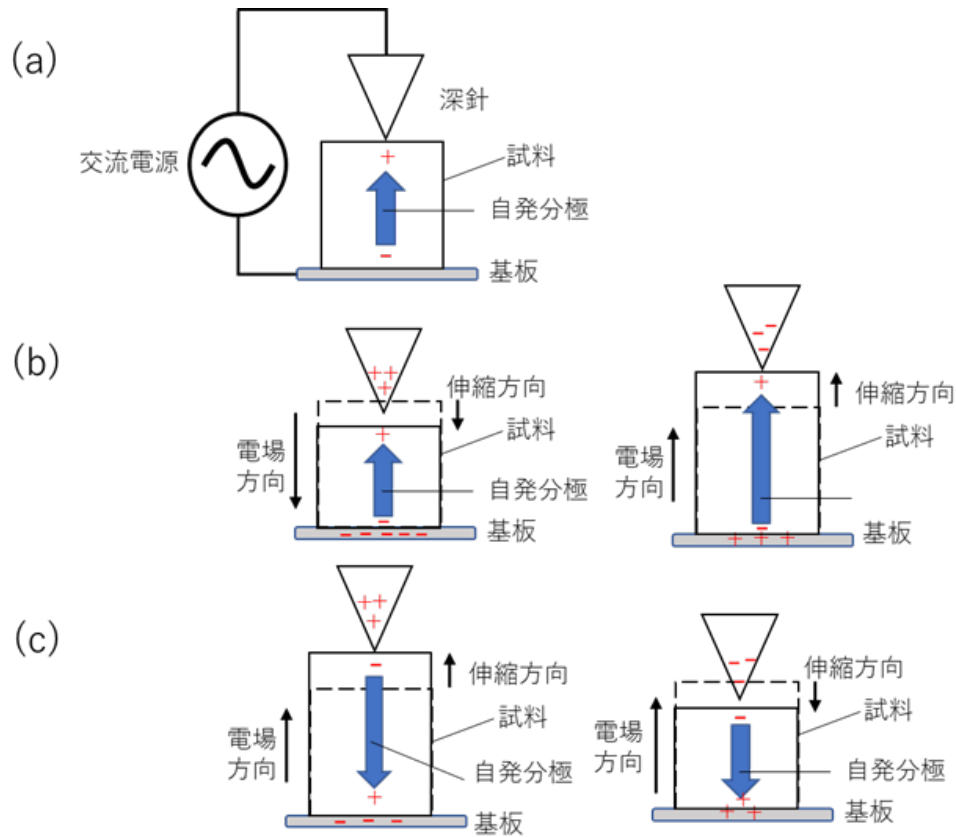 (a)
深針
交流電源
+
試料
自発分極
-
基板
(b)
++
+
伸縮方向
+
試料
電場
方向
自発分極
-
- - - - -
基板
- -
-
+
伸縮方向
電場
方向
試料
-
+ + +
基板
(c)
++
+
-
伸縮方向
試料
電場
方向
自発分極
+
- - -
基板
- -
-
伸縮方向
-
試料
電場
方向
自発分極
+
+ +
基板